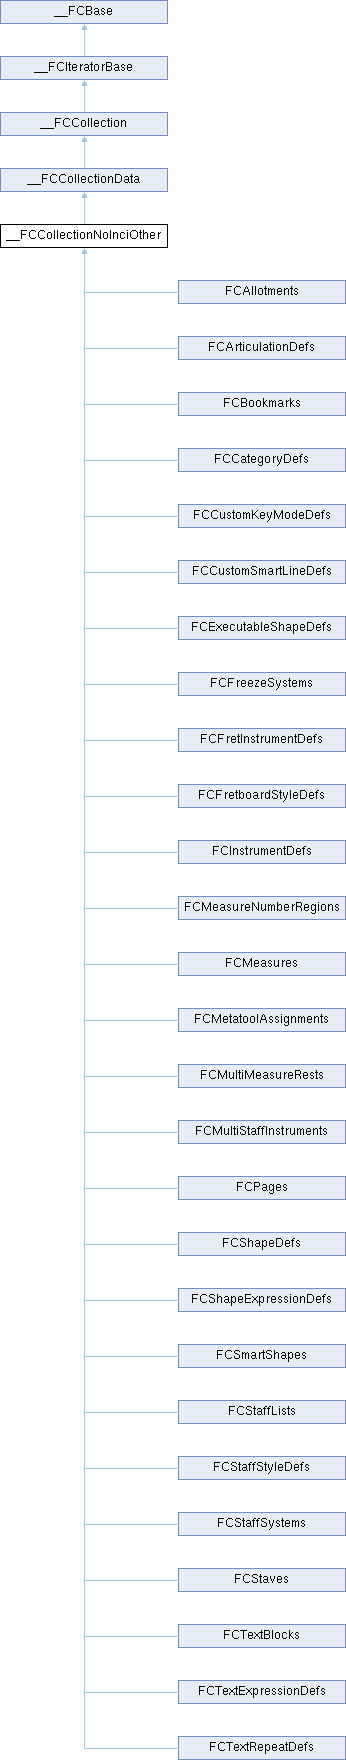 __FCBase
__FCIteratorBase
__FCCollection
__FCCollectionData
__FCCollectionNoInciOther
FCAllotments
FCArticulationDefs
FCBookmarks
FCCategoryDefs
FCCustomKeyModeDefs
FCCustomSmartLineDefs
FCExecutableShapeDefs
FCFreezeSystems
FCFretInstrumentDefs
FCFretboardStyleDefs
FCInstrumentDefs
FCMeasureNumberRegions
FCMeasures
FCMetatoolAssignments
FCMultiMeasureRests
FCMultiStaffInstruments
FCPages
FCShapeDefs
FCShapeExpressionDefs
FCSmartShapes
FCStaffLists
FCStaffStyleDefs
FCStaffSystems
FCStaves
FCTextBlocks
FCTextExpressionDefs
FCTextRepeatDefs